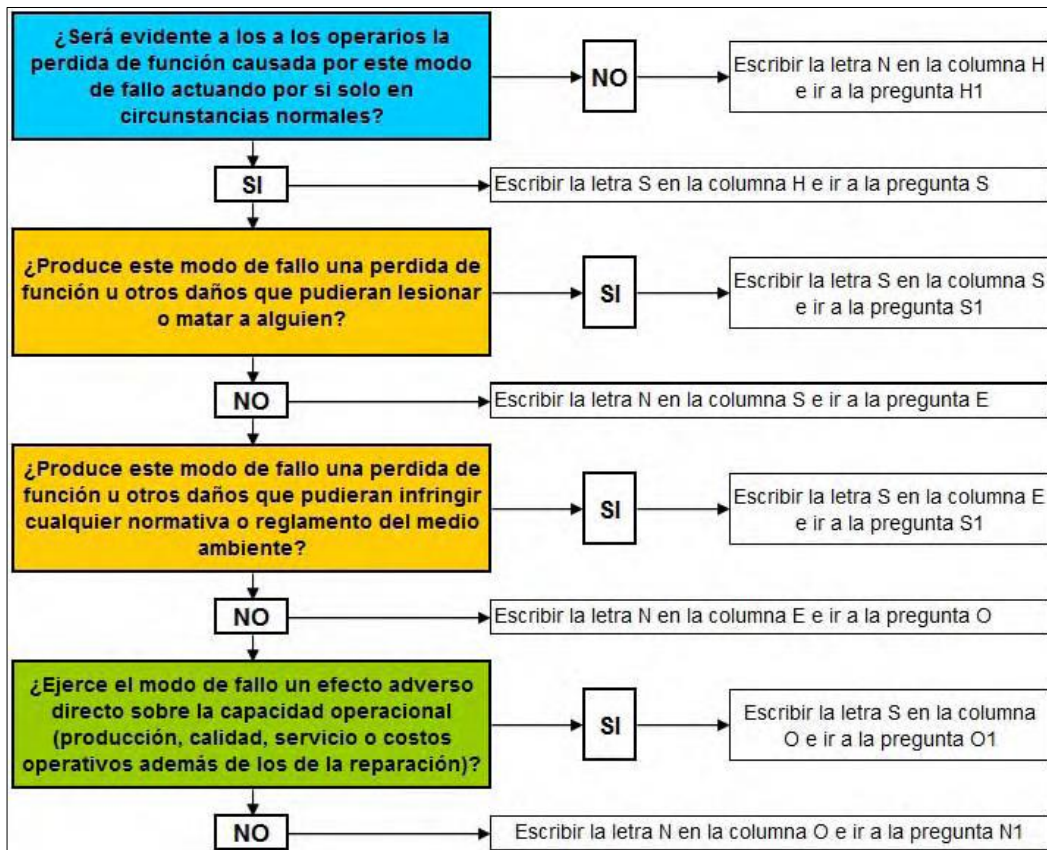 ¿Será evidente a los a los operarios la
perdida de función causada por este modo
de fallo actuando por si solo en
circunstancias normales?
NO
Escribir la letra N en la columna H
e ir a la pregunta H1
SI
Escribir la letra S en la columna H e ir a la pregunta S
¿Produce este modo de fallo una perdida de
función u otros daños que pudieran lesionar
o matar a alguien?
SI
Escribir la letra S en la columna S
e ir a la pregunta S1
NO
Escribir la letra N en la columna S e ir a la pregunta E
¿Produce este modo de fallo una perdida de
función u otros daños que pudieran infringir
cualquier normativa o reglamento del medio
ambiente?
SI
Escribir la letra S en la columna E
e ir a la pregunta S1
NO
Escribir la letra N en la columna E e ir a la pregunta O
¿Ejerce el modo de fallo un efecto adverso
directo sobre la capacidad operacional
(producción, calidad, servicio o costos
operativos además de los de la reparación)?
SI
Escribir la letra S en la columna
O e ir a la pregunta O1
NO
Escribir la letra N en la columna O e ir a la pregunta N1